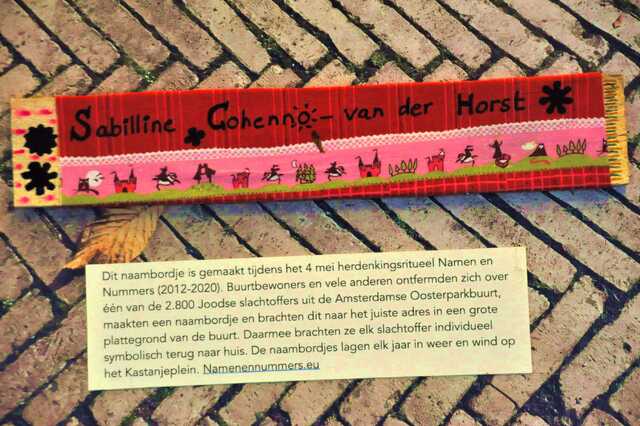 Sabilline Cohenno - van der Horst
Dit naambordje is gemaakt tijdens het 4 mei herdenkingsritueel Namen en
Nummers (2012-2020). Buurtbewoners en vele anderen ontfermden zich over
één van de 2.800 Joodse slachtoffers uit de Amsterdamse Oosterparkbuurt,
maakten een naambordje en brachten dit naar het juiste adres in een grote
plattegrond van de buurt. Daarmee brachten ze elk slachtoffer individueel
symbolisch terug naar huis. De naambordjes lagen elk jaar in weer en wind op
het Kastanjeplein. Namenennummers.eu